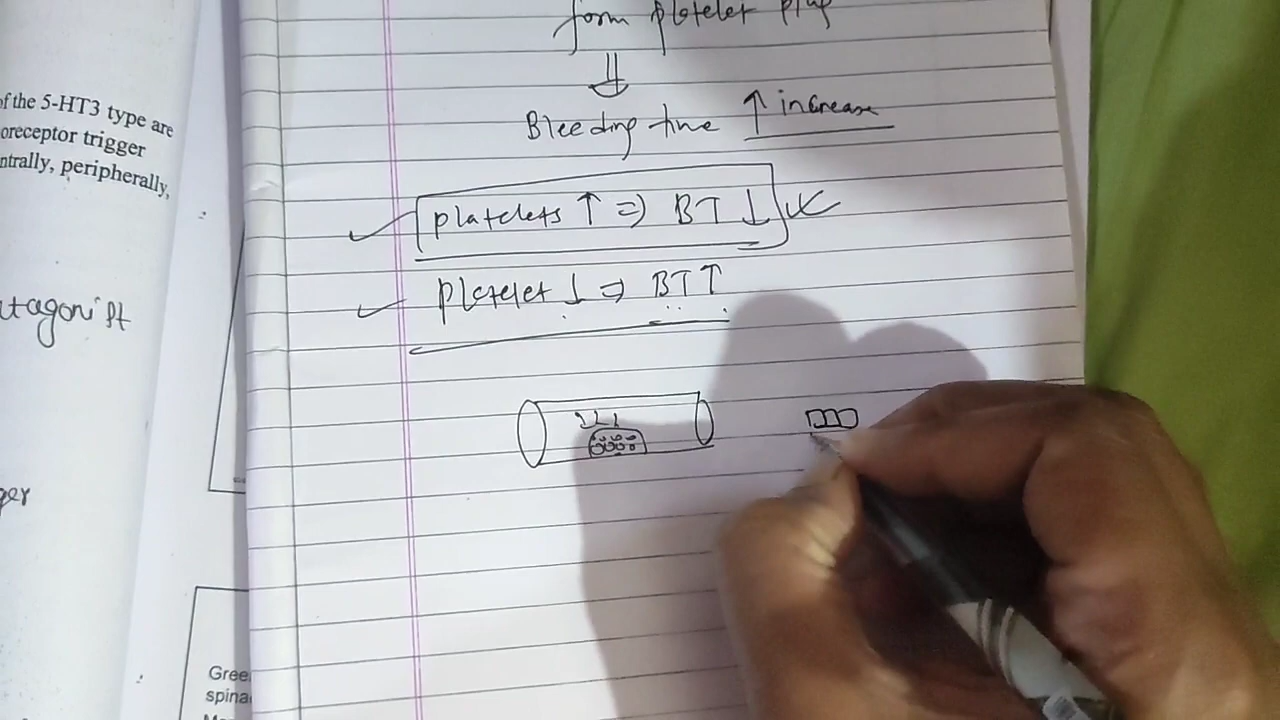 form platelet plug
⇓
Bleeding time ↑ increase
platelets ↑ ⇒ BT ↓
platelet ↓ ⇒ BT ↑
of the 5-HT3 type are
oreceptor trigger
ntrally, peripherally,
tagonist
ger
Gree
spina